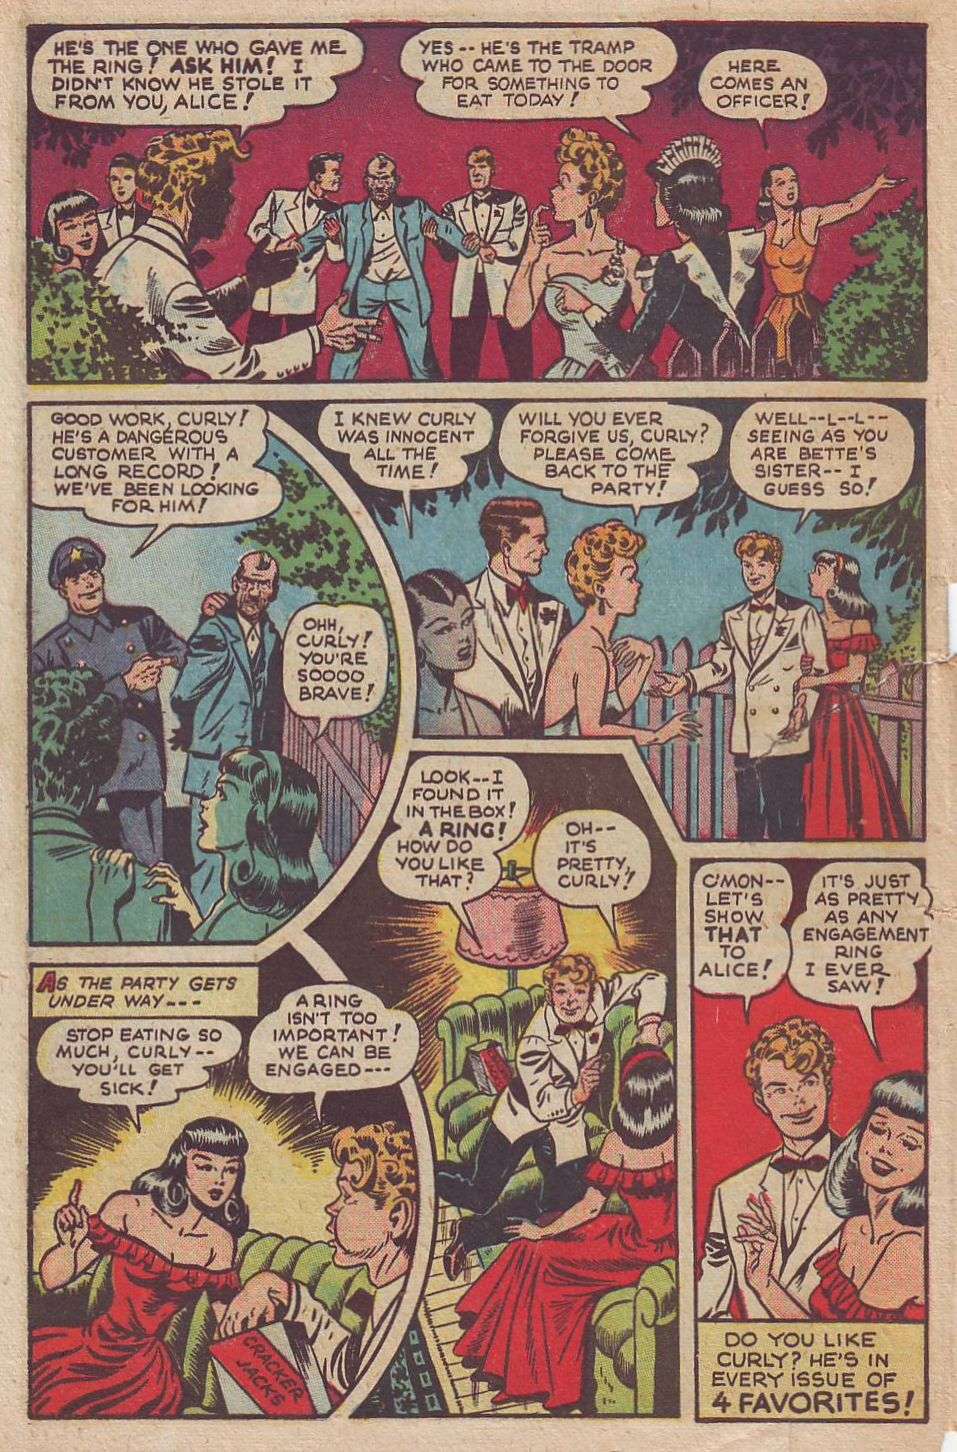 HE'S THE ONE WHO GAVE ME
THE RING! ASK HIM! I
DIDN'T KNOW HE STOLE IT
FROM YOU, ALICE!
YES-- HE'S THE TRAMP
WHO CAME TO THE DOOR
FOR SOMETHING TO
EAT TODAY!
HERE
COMES AN
OFFICER!
GOOD WORK, CURLY!
HE'S A DANGEROUS
CUSTOMER WITH A
LONG RECORD!
WE'VE BEEN LOOKING
FOR HIM!
OHH,
CURLY!
YOU'RE
SOOOO
BRAVE!
I KNEW CURLY
WAS INNOCENT
ALL THE
TIME!
WILL YOU EVER
FORGIVE US, CURLY?
PLEASE COME
BACK TO THE
PARTY!
WELL--L--L--
SEEING AS YOU
ARE BETTE'S
SISTER-- I
GUESS SO!
AS THE PARTY GETS
UNDER WAY---
STOP EATING SO
MUCH, CURLY--
YOU'LL GET
SICK!
A RING
ISN'T TOO
IMPORTANT!
WE CAN BE
ENGAGED---
CRACKER
JACKS
LOOK--I
FOUND IT
IN THE BOX!
A RING!
HOW DO
YOU LIKE
THAT?
OH--
IT'S
PRETTY,
CURLY!
C'MON--
LET'S
SHOW
THAT
TO
ALICE!
IT'S JUST
AS PRETTY
AS ANY
ENGAGEMENT
RING
I EVER
SAW!
DO YOU LIKE
CURLY? HE'S IN
EVERY ISSUE OF
4 FAVORITES!